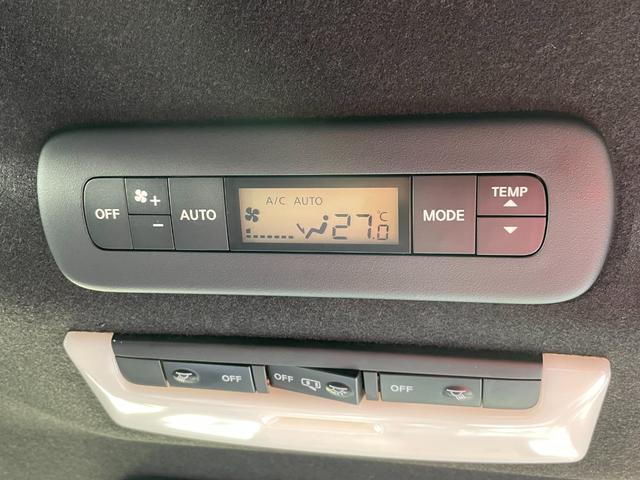 OFF
+
-
AUTO
A/C AUTO
27.0 °C
MODE
TEMP
OFF
OFF
OFF